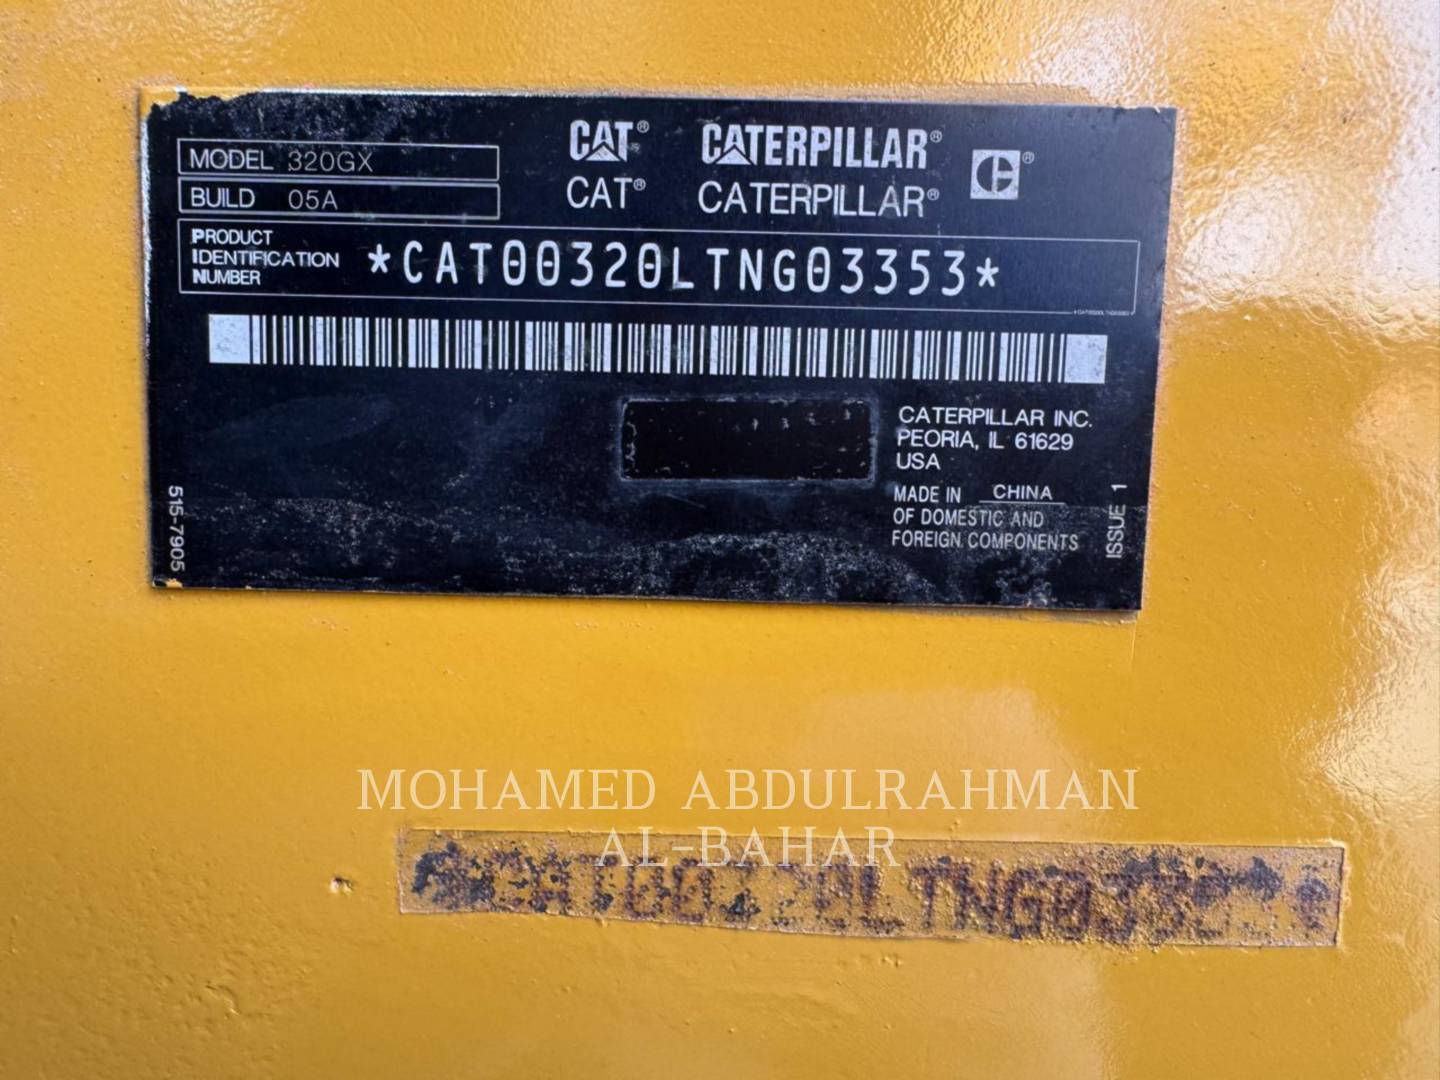 MODEL 320GX
BUILD 05A
CAT® CATERPILLAR®
CAT® CATERPILLAR®
PRODUCT
IDENTIFICATION
NUMBER
*CAT00320LTNG03353*
CATERPILLAR INC.
PEORIA, IL 61629
USA
MADE IN CHINA
OF DOMESTIC AND
FOREIGN COMPONENTS
515-7905
ISSUE 1
MOHAMED ABDULRAHMAN
AL-BAHAR